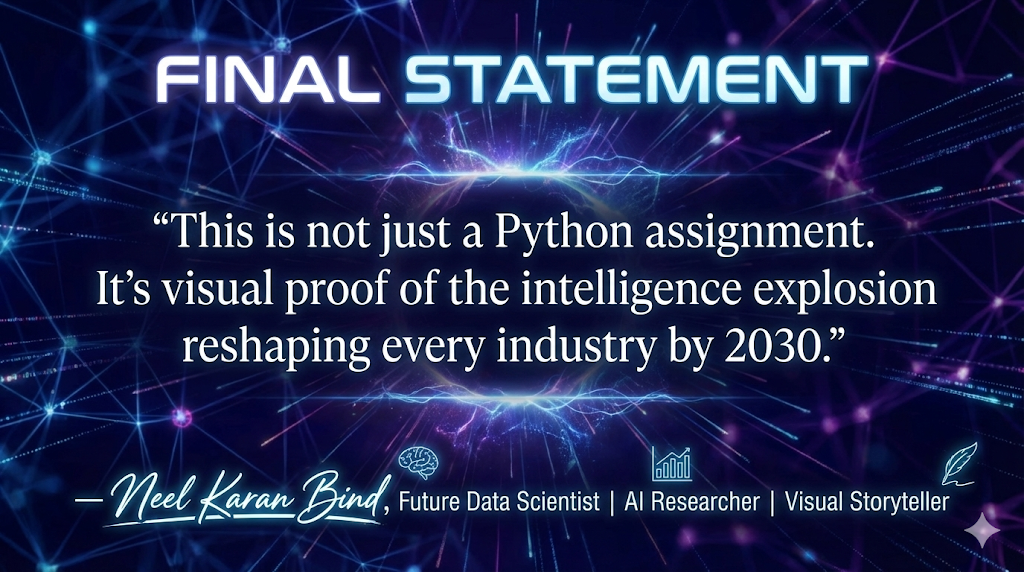 FINAL STATEMENT
“This is not just a Python assignment.
It’s visual proof of the intelligence explosion
reshaping every industry by 2030.”
— Neel Karan Bind, Future Data Scientist | AI Researcher | Visual Storyteller